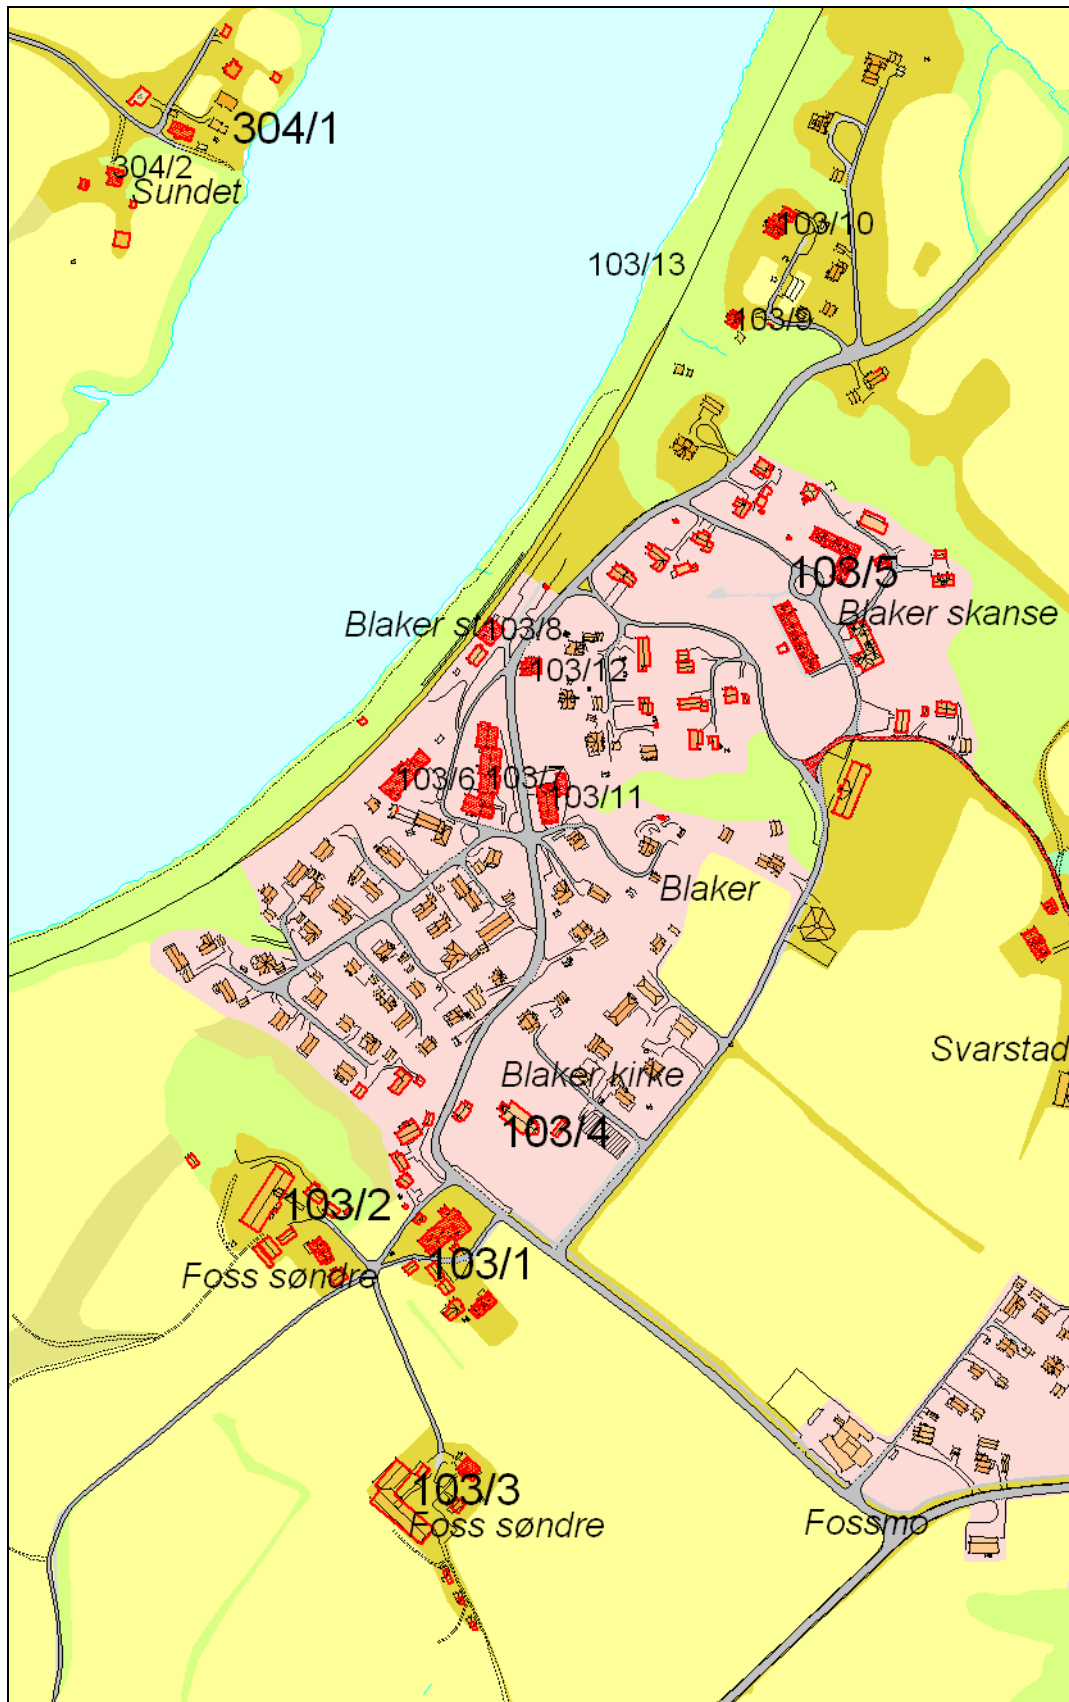 304/1
304/2
Sundet
103/10
103/13
103/9
103/5
Blaker skanse
Blaker st.
103/8
103/12
103/6
103/7
103/11
Blaker
Svarstad
Blaker kirke
103/4
103/2
103/1
Foss søndre
103/3
Foss søndre
Fossmo